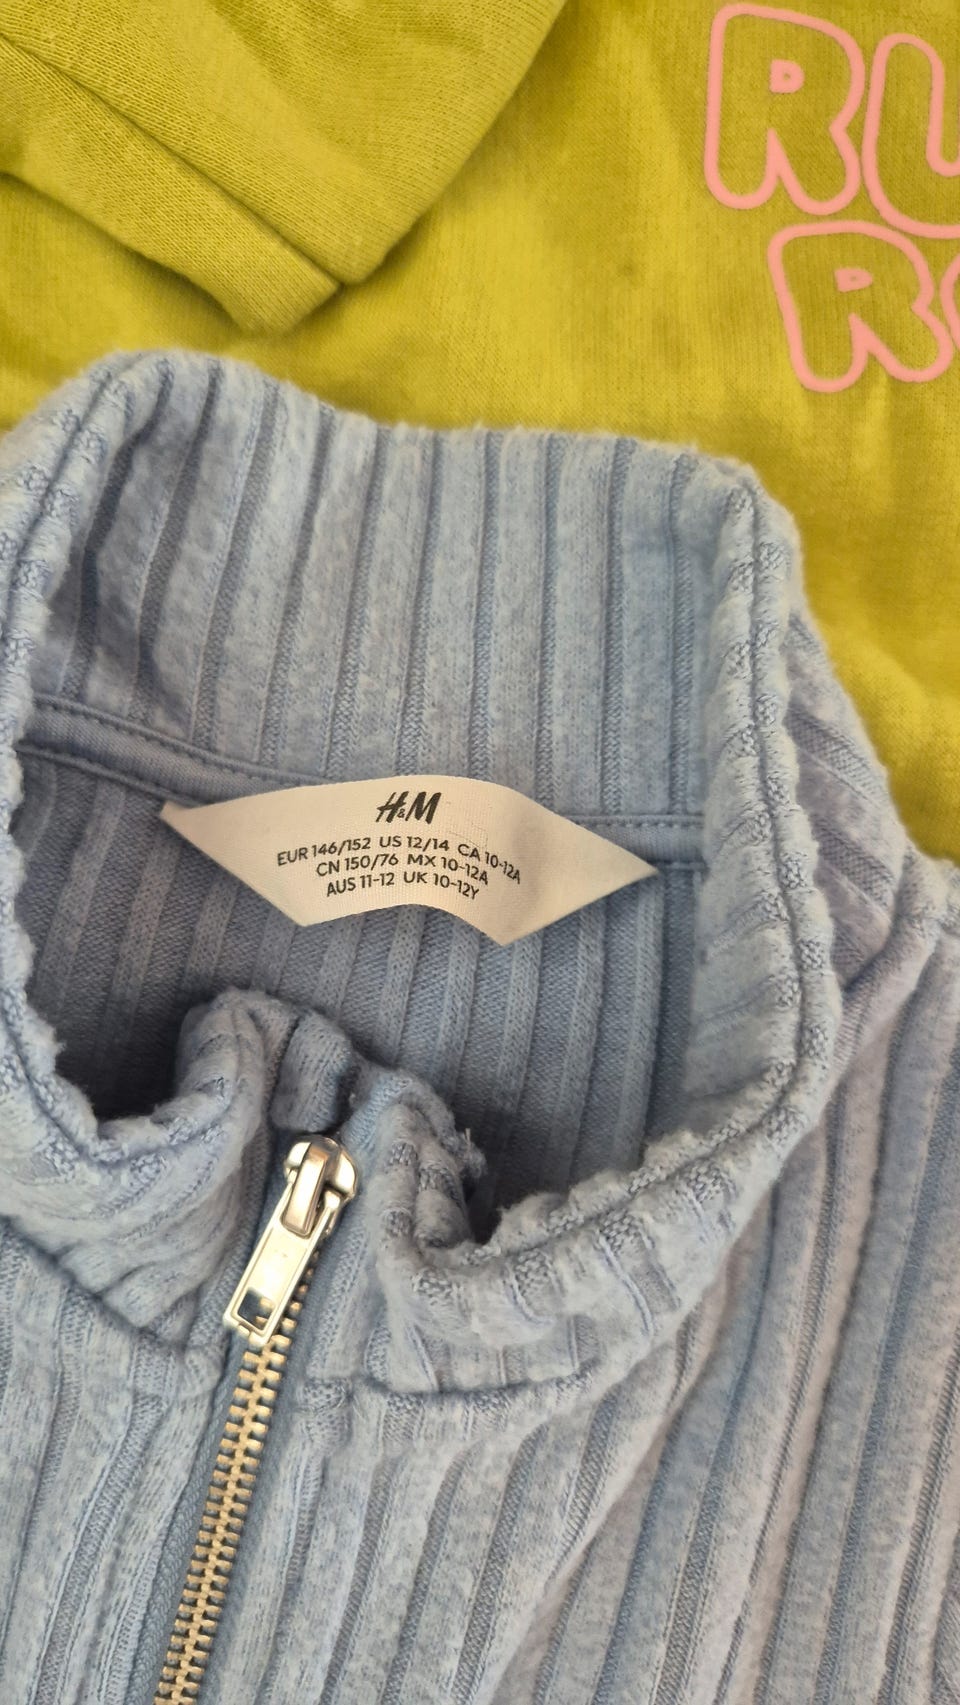 RU
R
H&M
EUR 146/152 US 12/14 CA 10-12A
CN 150/76 MX 10-12A
AUS 11-12 UK 10-12Y